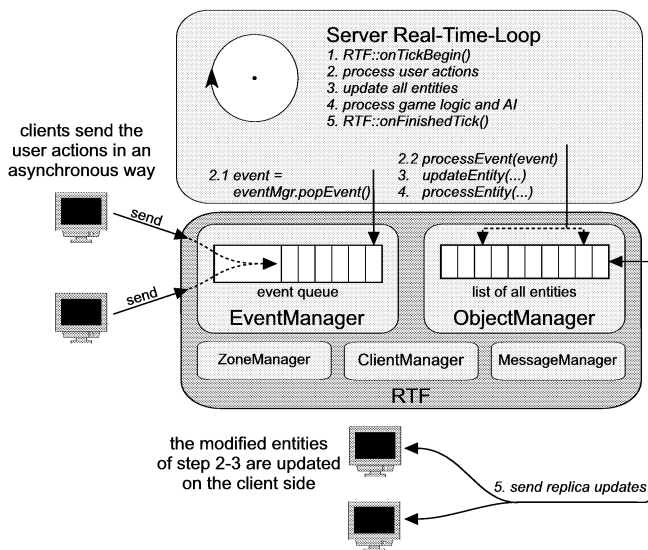 Server Real-Time-Loop
1. RTF::onTickBegin()
2. process user actions
3. update all entities
4. process game logic and AI
5. RTF::onFinishedTick()
clients send the
user actions in an
asynchronous way
2.1 event =
eventMgr.popEvent()
2.2 processEvent(event)
3. updateEntity(...)
4. processEntity(...)
send
send
event queue
EventManager
list of all entities
ObjectManager
ZoneManager
ClientManager
MessageManager
RTF
the modified entities
of step 2-3 are updated
on the client side
5. send replica updates